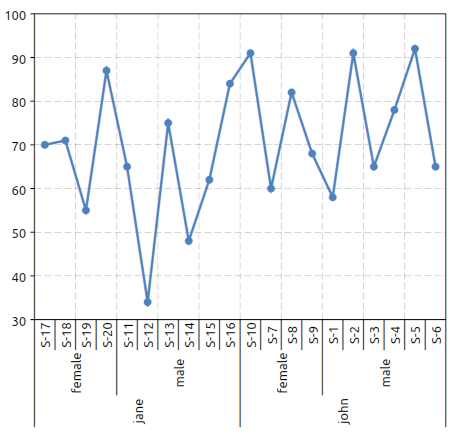 100
90
80
70
60
50
40
30
S-17
S-18
S-19
S-20
S-11
S-12
S-13
S-14
S-15
S-16
S-10
S-7
S-8
S-9
S-1
S-2
S-3
S-4
S-5
S-6
female
male
female
male
jane
john